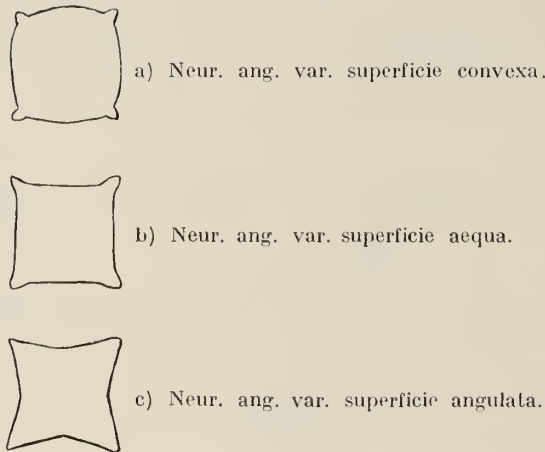 a) Neur. ang. var. superficie convexa.
b) Neur. ang. var. superficie aequa.
c) Neur. ang. var. superficie angulata.